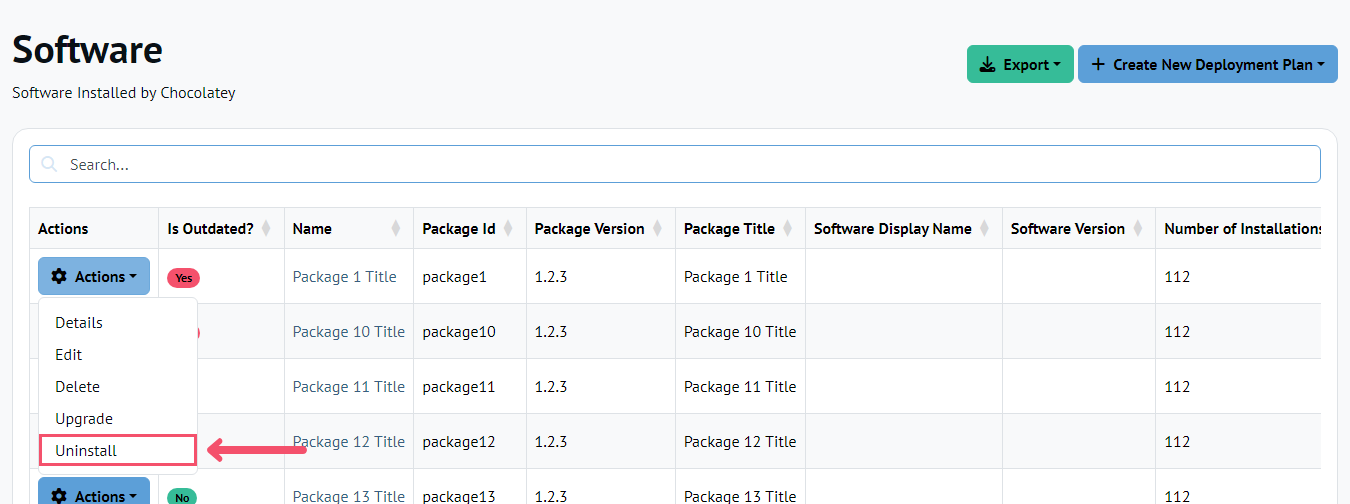 Software
Export
Create New Deployment Plan
Software Installed by Chocolatey
Search...
Actions Is Outdated? Name Package Id Package Version Package Title Software Display Name Software Version Number of Installations
Actions Yes Package 1 Title package1 1.2.3 Package 1 Title 112
Details
Package 10 Title package10 1.2.3 Package 10 Title 112
Edit
Delete
Package 11 Title package11 1.2.3 Package 11 Title 112
Upgrade
Package 12 Title package12 1.2.3 Package 12 Title 112
Uninstall
Actions No Package 13 Title package13 1.2.3 Package 13 Title 112